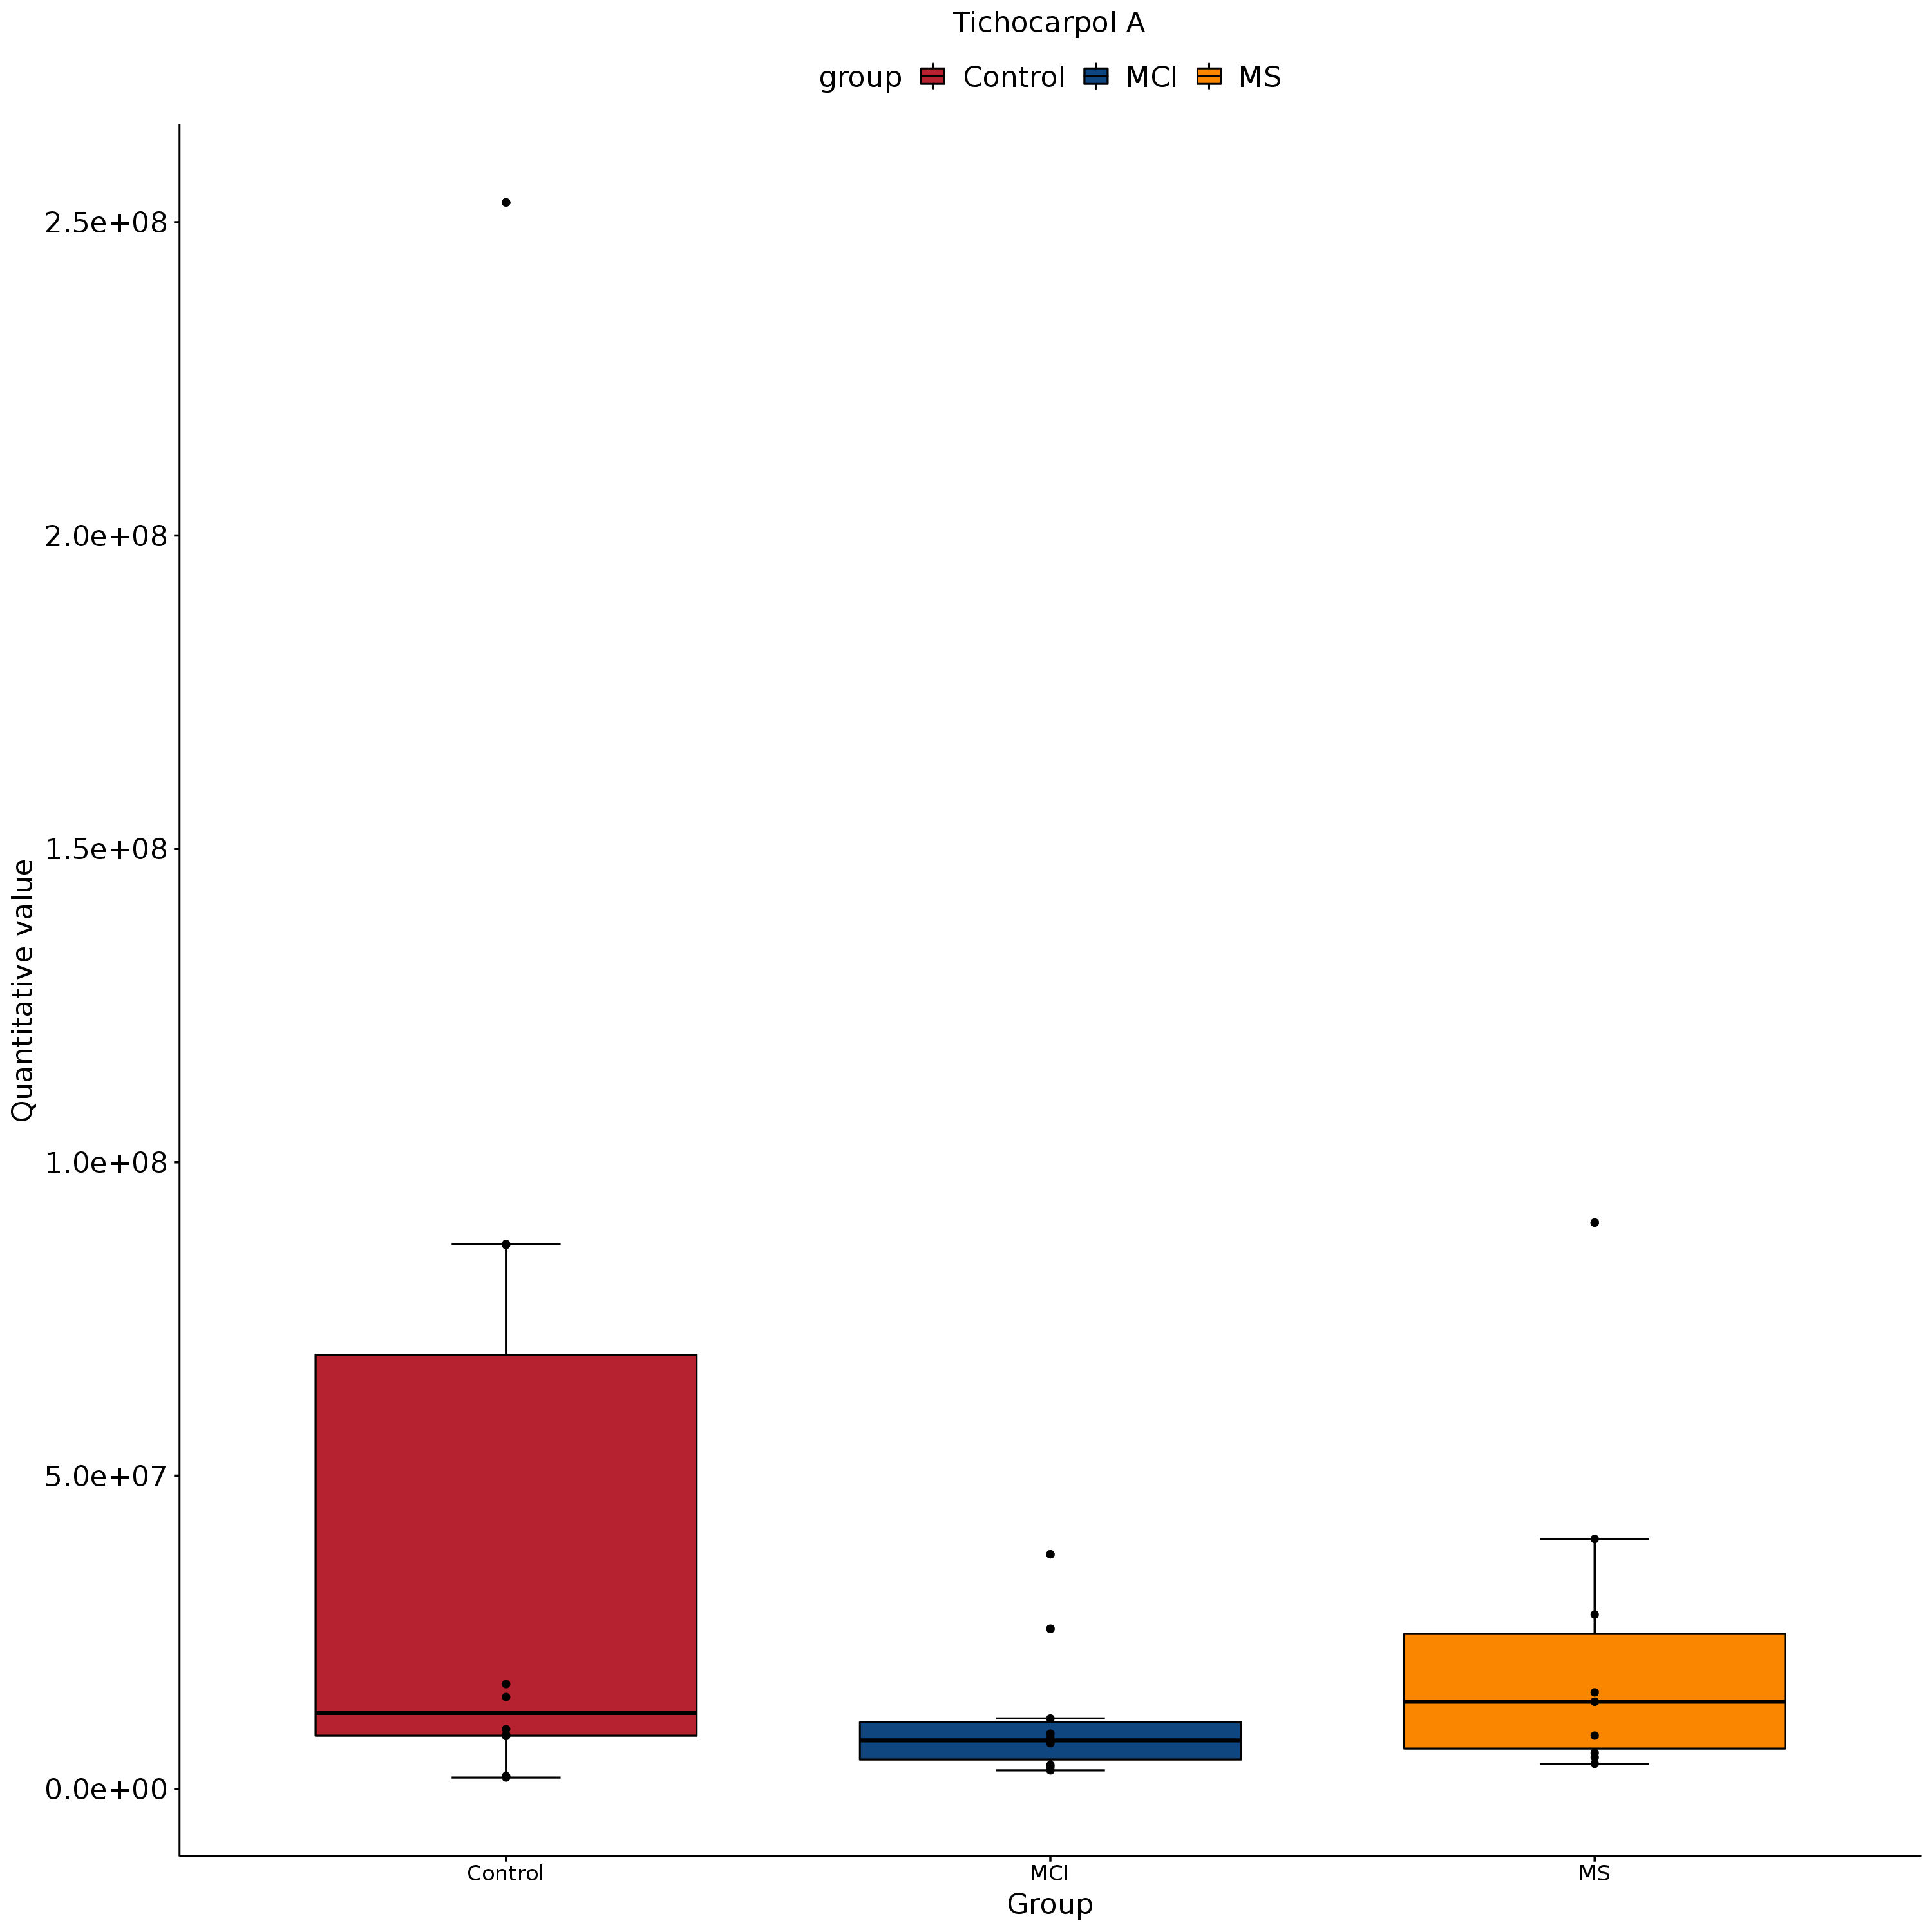 Tichocarpol A
group Control MCI MS
Quantitative value
2.5e+08
2.0e+08
1.5e+08
1.0e+08
5.0e+07
0.0e+00
Control MCI MS
Group